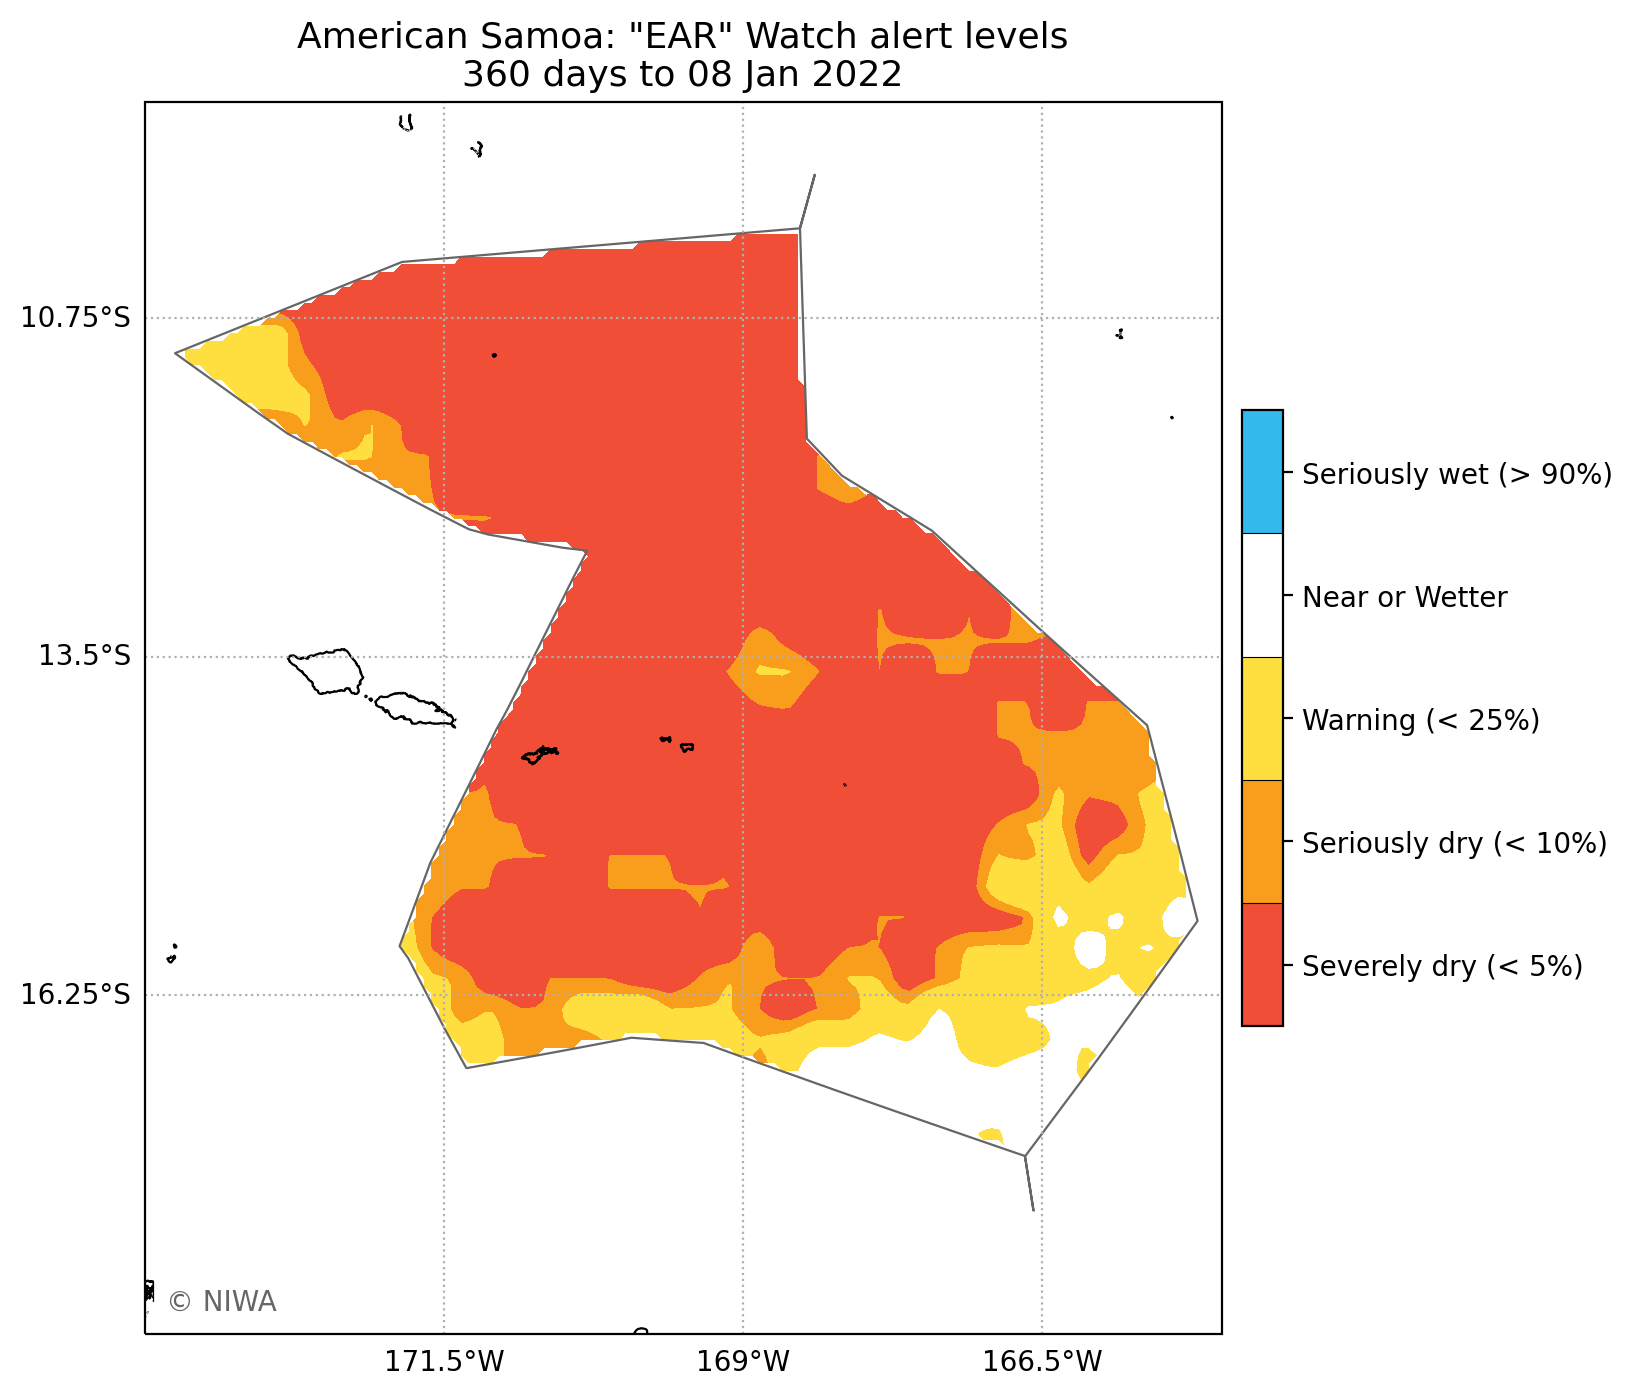 American Samoa: "EAR" Watch alert levels
360 days to 08 Jan 2022
10.75°S
13.5°S
16.25°S
171.5°W
169°W
166.5°W
Seriously wet (> 90%)
Near or Wetter
Warning (< 25%)
Seriously dry (< 10%)
Severely dry (< 5%)
© NIWA